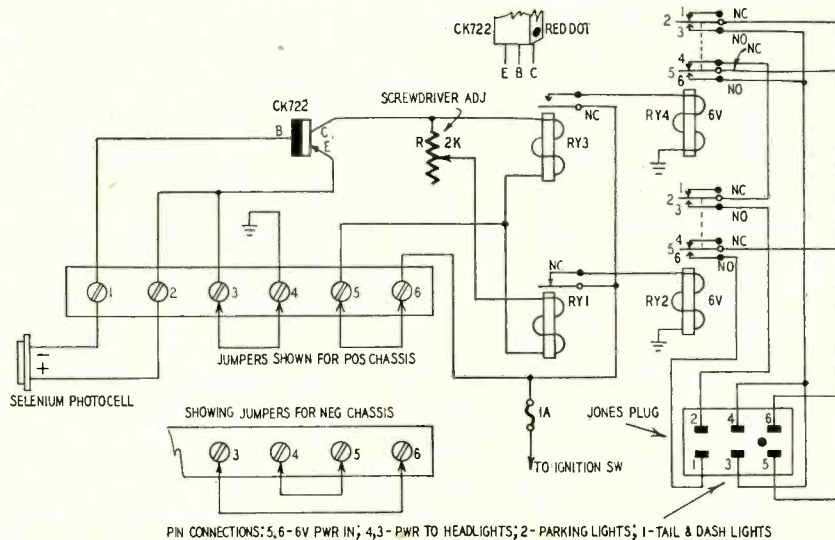 CK722
RED DOT
E B C
1
2
3
NC
NO
NC
4
5
6
NO
CK722
B
C
E
SCREWDRIVER ADJ
R
2K
NC
RY3
RY4
6V
1
2
3
NC
NO
4
5
6
NC
NO
NC
RY1
RY2
6V
1
2
3
4
5
6
JUMPERS SHOWN FOR POS CHASSIS
-
+
SELENIUM PHOTOCELL
SHOWING JUMPERS FOR NEG CHASSIS
3
4
5
6
1A
TO IGNITION SW
JONES PLUG
2
4
6
1
3
5
PIN CONNECTIONS: 5,6-6V PWR IN; 4,3- PWR TO HEADLIGHTS; 2- PARKING LIGHTS; 1-TAIL & DASH LIGHTS